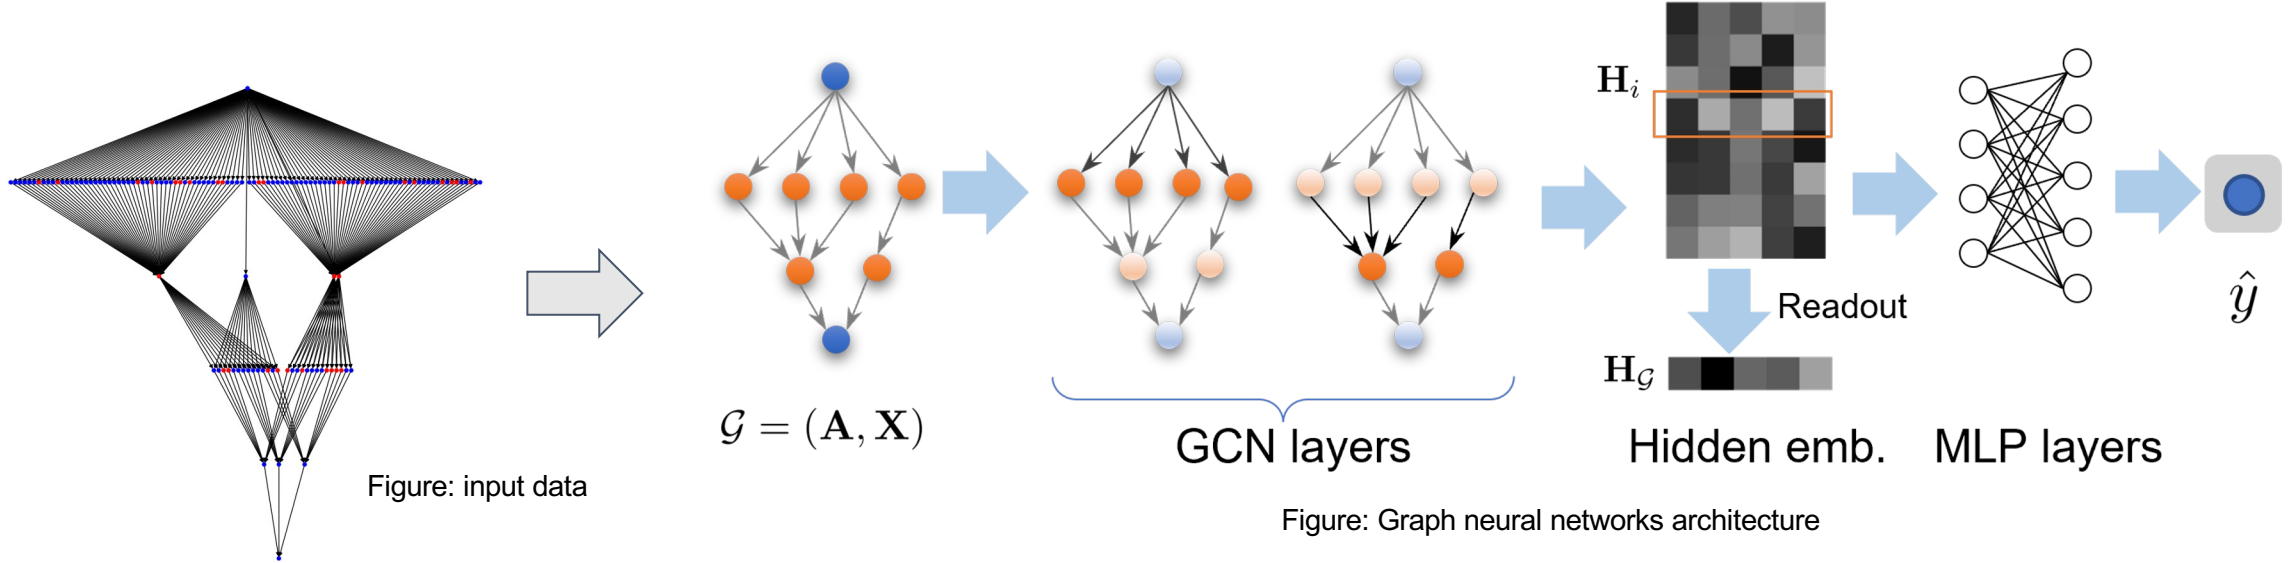 H_i
Readout
H_𝒢
ŷ
𝒢 = (A, X)
GCN layers
Hidden emb.
MLP layers
Figure: input data
Figure: Graph neural networks architecture